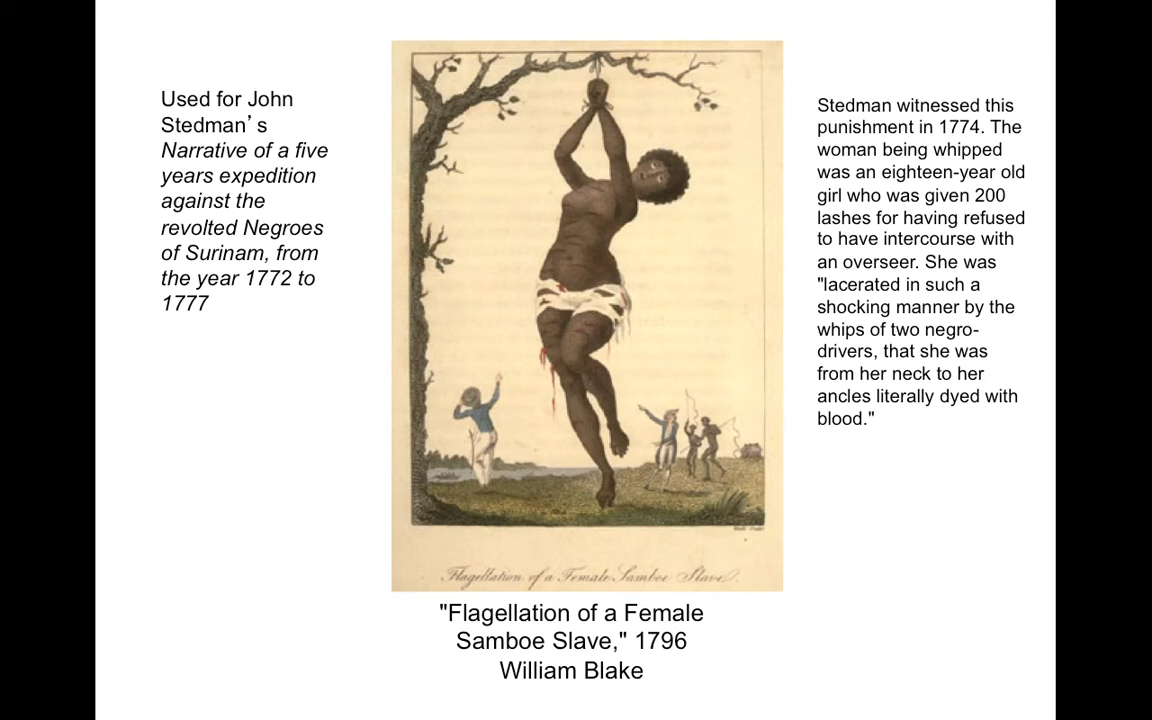 Used for John
Stedman’s
Narrative of a five
years expedition
against the
revolted Negroes
of Surinam, from
the year 1772 to
1777
Flagellation of a Female Samboe Slave.
"Flagellation of a Female
Samboe Slave," 1796
William Blake
Stedman witnessed this
punishment in 1774. The
woman being whipped
was an eighteen-year old
girl who was given 200
lashes for having refused
to have intercourse with
an overseer. She was
"lacerated in such a
shocking manner by the
whips of two negro-
drivers, that she was
from her neck to her
ancles literally dyed with
blood."